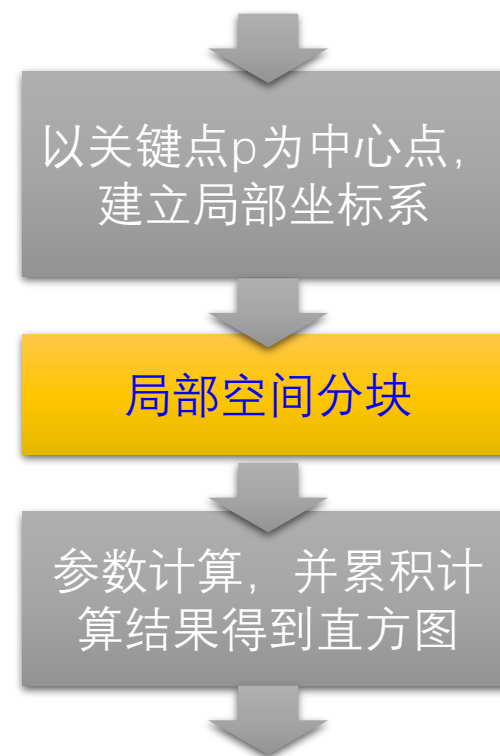 以关键点p为中心点，
建立局部坐标系
局部空间分块
参数计算，并累积计
算结果得到直方图